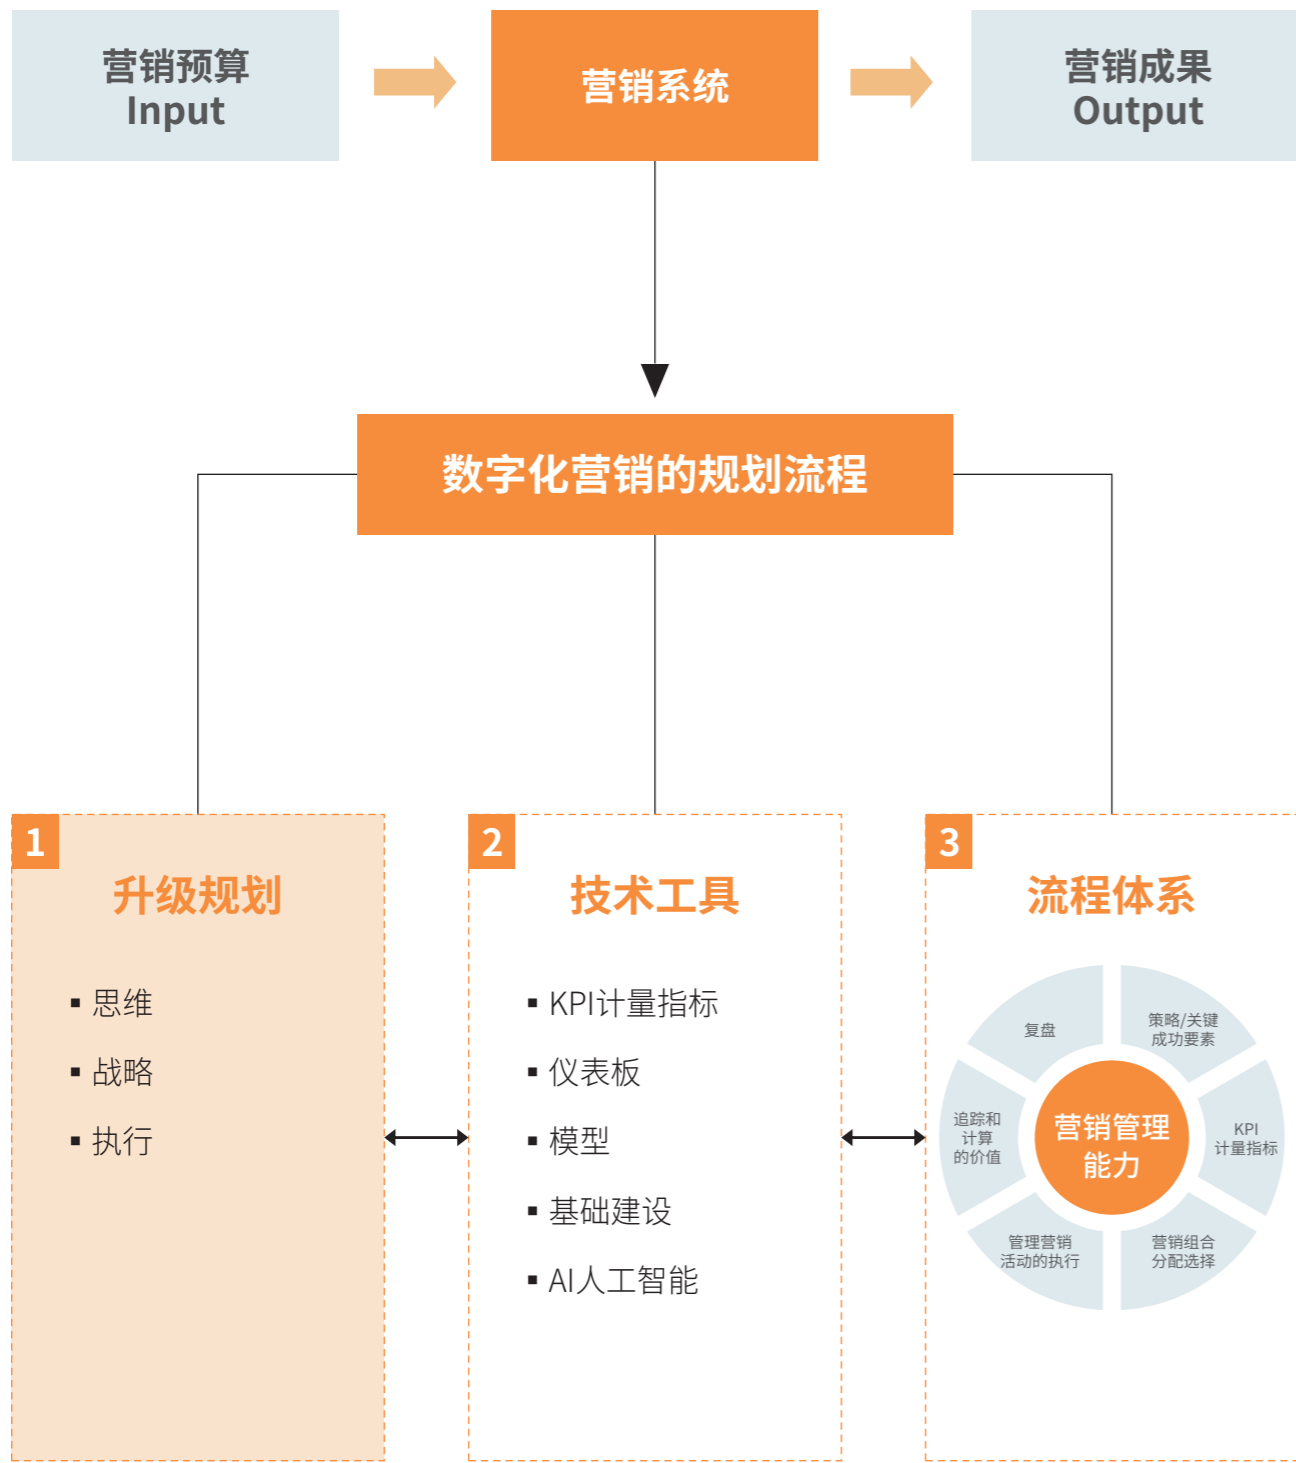 营销预算
Input
营销系统
营销成果
Output
数字化营销的规划流程
1
升级规划
▪ 思维
▪ 战略
▪ 执行
2
技术工具
▪ KPI计量指标
▪ 仪表板
▪ 模型
▪ 基础建设
▪ AI人工智能
3
流程体系
复盘
策略/关键
成功要素
追踪和
计算
的价值
营销管理
能力
KPI
计量指标
管理营销
活动的执行
营销组合
分配选择